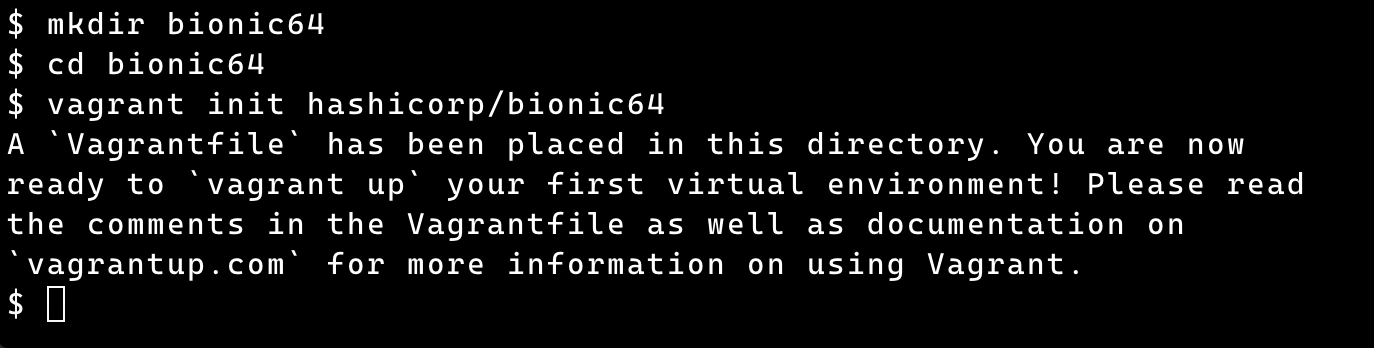 $ mkdir bionic64
$ cd bionic64
$ vagrant init hashicorp/bionic64
A `Vagrantfile` has been placed in this directory. You are now
ready to `vagrant up` your first virtual environment! Please read
the comments in the Vagrantfile as well as documentation on
`vagrantup.com` for more information on using Vagrant.
$